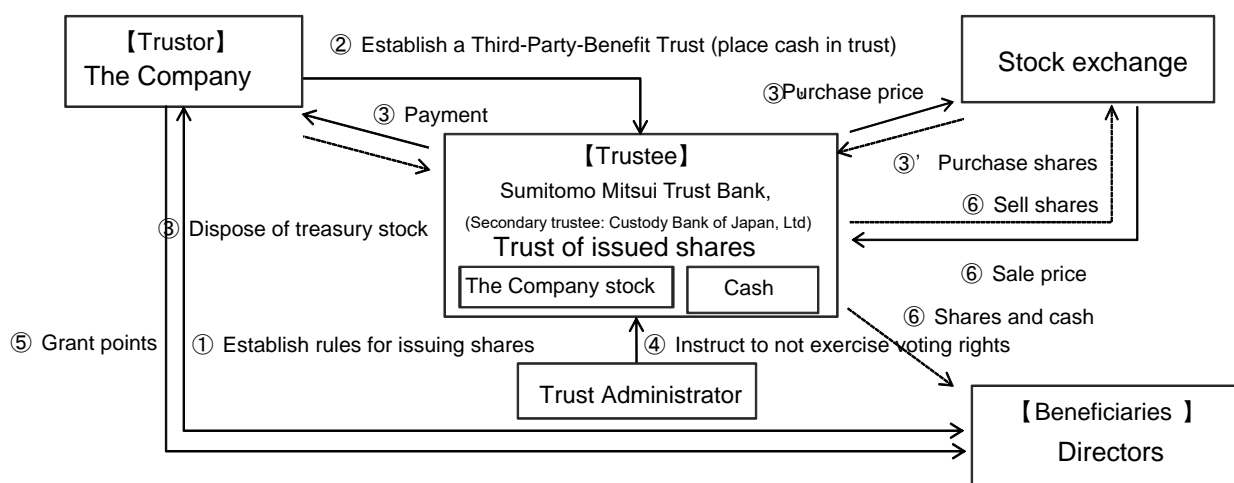 【Trustor】
The Company
② Establish a Third-Party-Benefit Trust (place cash in trust)
Stock exchange
③ Purchase price
③ Payment
【Trustee】
Sumitomo Mitsui Trust Bank,
(Secondary trustee: Custody Bank of Japan, Ltd)
Trust of issued shares
The Company stock
Cash
③’ Purchase shares
⑥ Sell shares
③ Dispose of treasury stock
⑥ Sale price
⑥ Shares and cash
⑤ Grant points
① Establish rules for issuing shares
④ Instruct to not exercise voting rights
Trust Administrator
【Beneficiaries 】
Directors